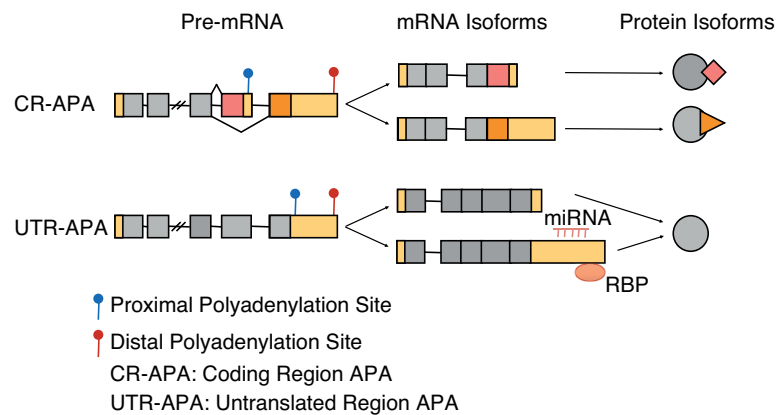 Pre-mRNA
mRNA Isoforms
Protein Isoforms
CR-APA
UTR-APA
miRNA
RBP
Proximal Polyadenylation Site
Distal Polyadenylation Site
CR-APA: Coding Region APA
UTR-APA: Untranslated Region APA